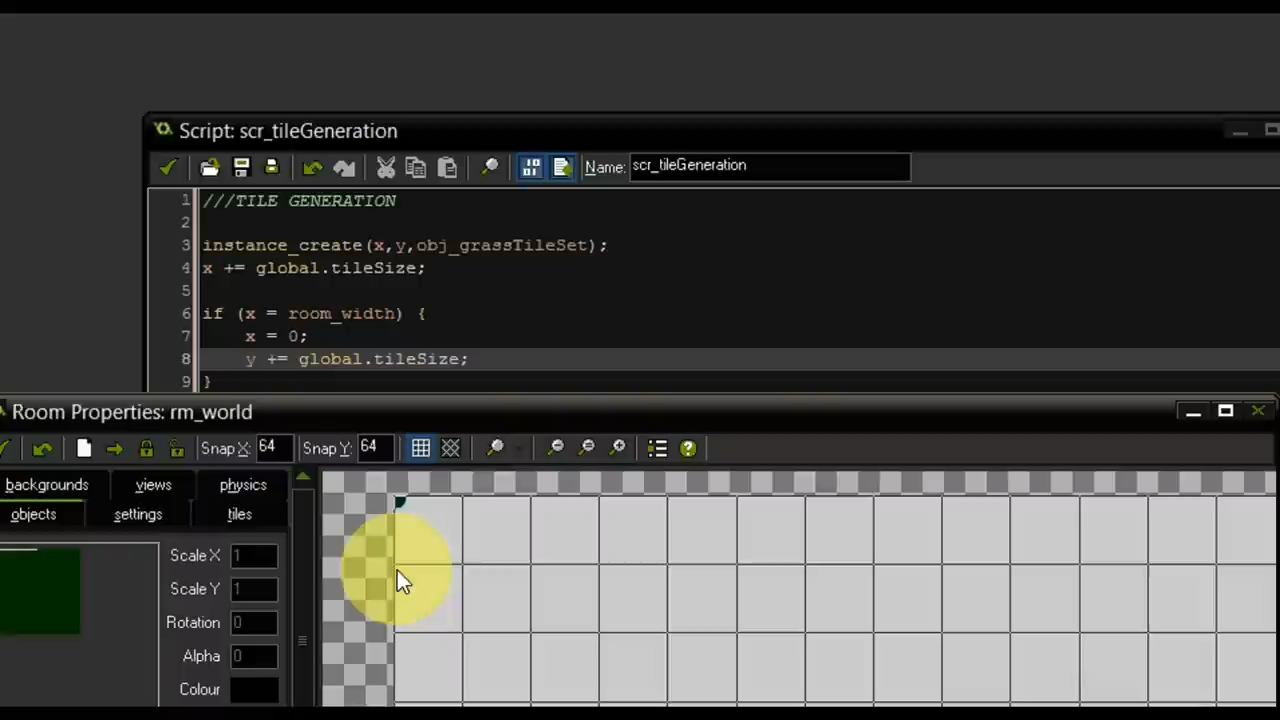 Script: scr_tileGeneration
Name: scr_tileGeneration
1 ///TILE GENERATION
2
3 instance_create(x,y,obj_grassTileSet);
4 x += global.tileSize;
5
6 if (x = room_width) {
7 x = 0;
8 y += global.tileSize;
9 }
Room Properties: rm_world
Snap X: 64 Snap Y: 64
backgrounds views physics
objects settings tiles
Scale X 1
Scale Y 1
Rotation 0
Alpha 0
Colour